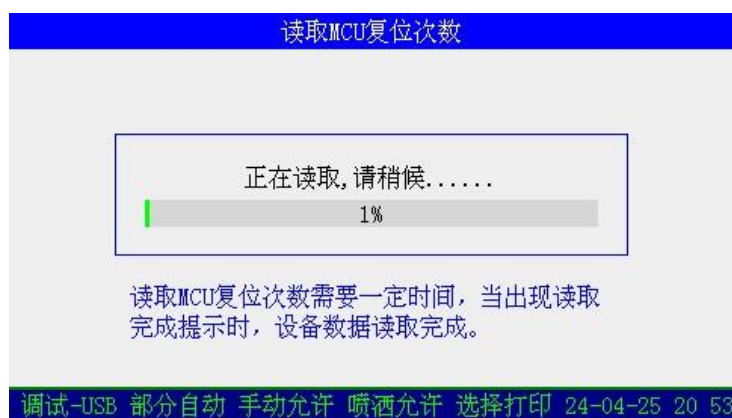 读取MCU复位次数
正在读取,请稍候......
1%
读取MCU复位次数需要一定时间，当出现读取
完成提示时，设备数据读取完成。
调试-USB 部分自动 手动允许 喷洒允许 选择打印 24-04-25 20 53